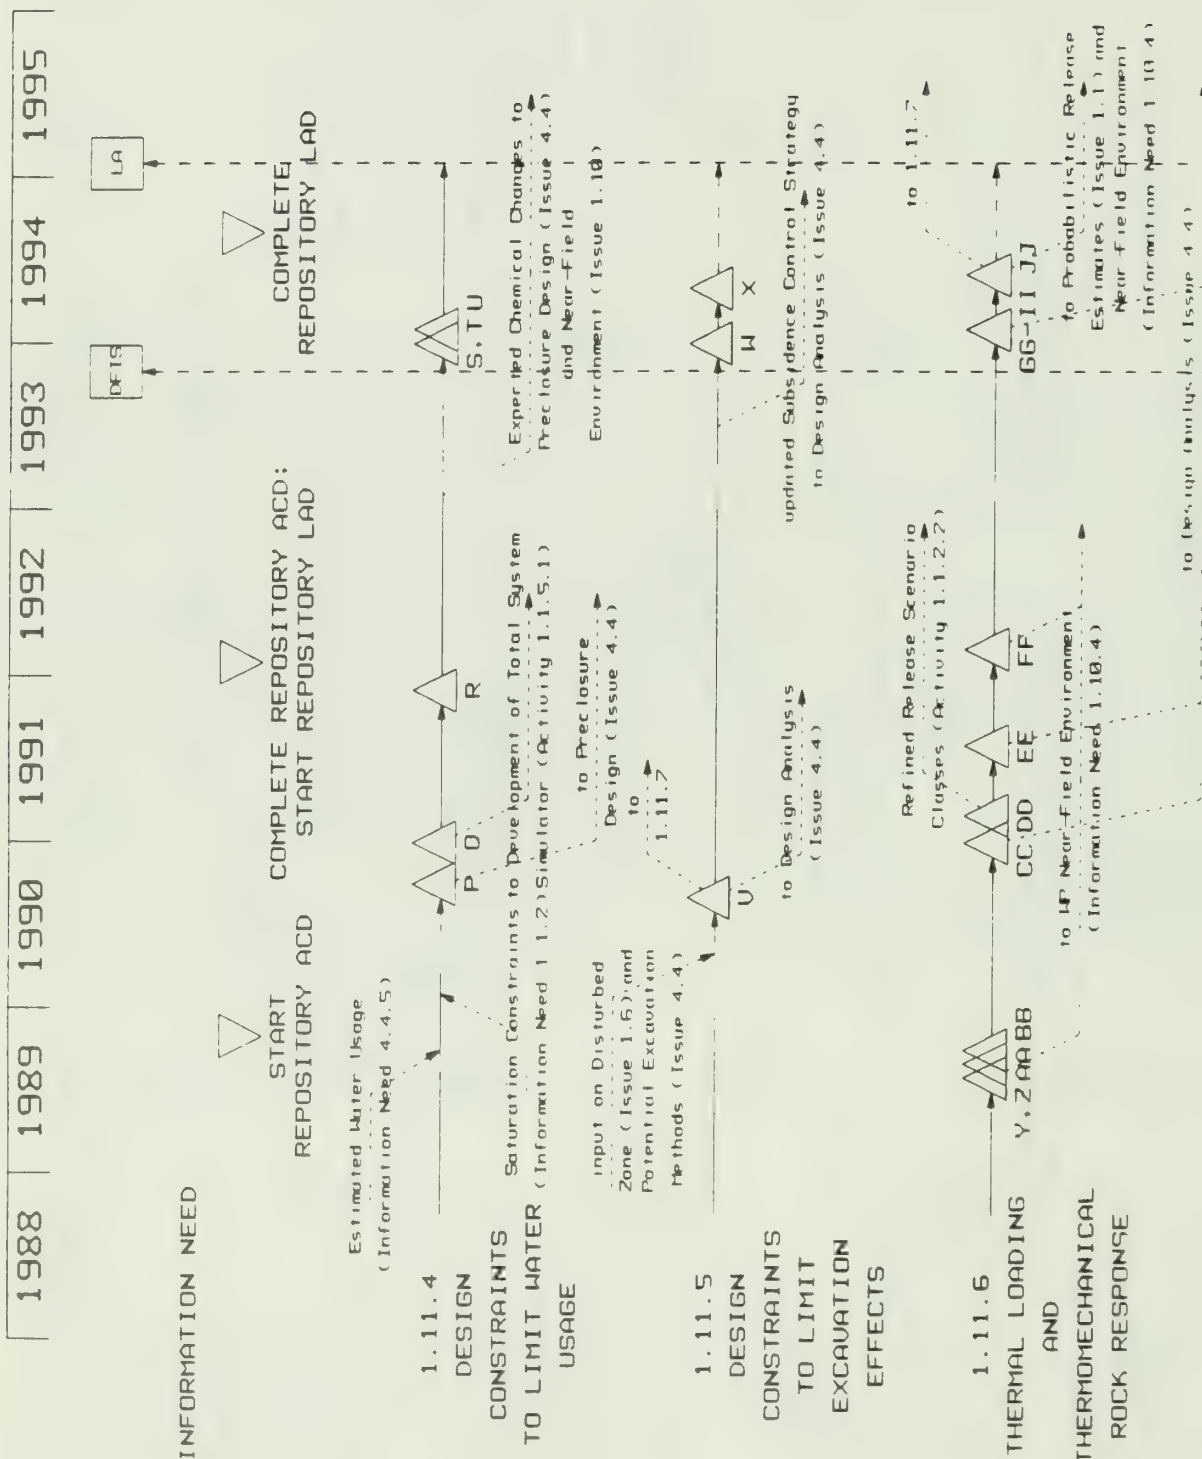 1988 | 1989 | 1990 | 1991 | 1992 | 1993 | 1994 | 1995
DEIS
LA
INFORMATION NEED
START
REPOSITORY ACD
COMPLETE REPOSITORY ACD:
START REPOSITORY LAD
COMPLETE
REPOSITORY LAD
1.11.4
DESIGN
CONSTRAINTS
TO LIMIT WATER
USAGE
Estimated Water Usage
(Information Need 4.4.5)
P Q
R
S.TU
Saturation Constraints to Development of Total System
(Information Need 1 1.2) Simulator (Activity 1.1.5.1)
to Preclosure
Design (Issue 4.4)
Expected Chemical Changes to
Preclosure Design (Issue 4.4)
and Near-Field
Environment (Issue 1.10)
1.11.5
DESIGN
CONSTRAINTS
TO LIMIT
EXCAVATION
EFFECTS
input on Disturbed
Zone (Issue 1.6) and
Potential Excavation
Methods (Issue 4.4)
to
1.11.7
V
W
X
to Design Analysis
(Issue 4.4)
updated Subsidence Control Strategy
to Design Analysis (Issue 4.4)
1.11.6
THERMAL LOADING
AND
THERMOMECHANICAL
ROCK RESPONSE
Refined Release Scenario
Classes (Activity 1.1.2.2)
to 1.11.7
Y,ZAABB
CC DD
EE
FF
GG-II JJ
to WP Near-Field Environment
(Information Need 1.10.4)
to Probabilistic Release
Estimates (Issue 1.1) and
Near-Field Environment
(Information Need 1 10 4)
to Design Analysis (Issue 4 4)